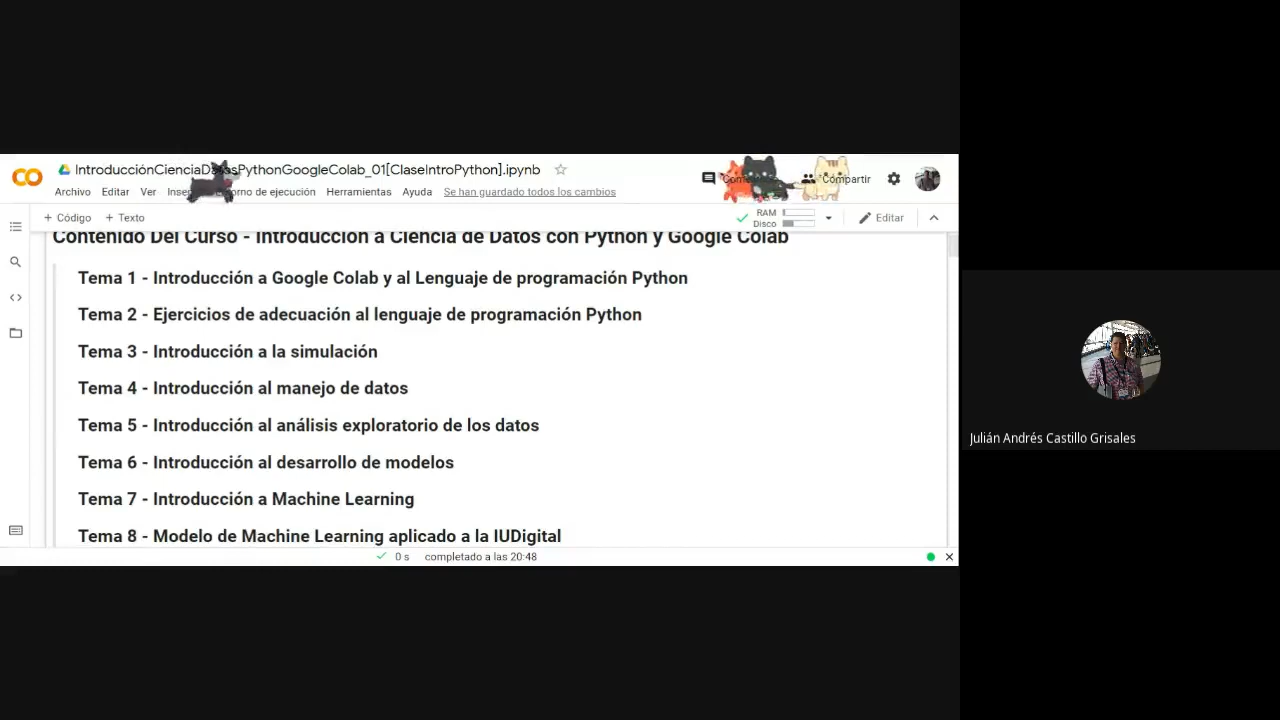 IntroducciónCienciaDatosPythonGoogleColab_01[ClaseIntroPython].ipynb
Archivo Editar Ver Entorno de ejecución Herramientas Ayuda Se han guardado todos los cambios
Compartir
+ Código + Texto
RAM
Disco
Editar
Contenido Del Curso - Introducción a Ciencia de Datos con Python y Google Colab
Tema 1 - Introducción a Google Colab y al Lenguaje de programación Python
Tema 2 - Ejercicios de adecuación al lenguaje de programación Python
Tema 3 - Introducción a la simulación
Tema 4 - Introducción al manejo de datos
Tema 5 - Introducción al análisis exploratorio de los datos
Tema 6 - Introducción al desarrollo de modelos
Tema 7 - Introducción a Machine Learning
Tema 8 - Modelo de Machine Learning aplicado a la IUDigital
0 s completado a las 20:48
Julián Andrés Castillo Grisales